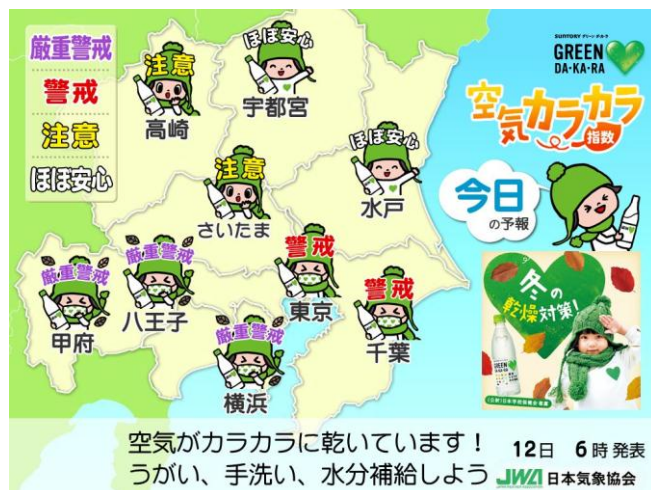 厳重警戒
警戒
注意
ほぼ安心
注意
高崎
ほぼ安心
宇都宮
ほぼ安心
水戸
注意
さいたま
厳重警戒
甲府
厳重警戒
八王子
警戒
東京
警戒
千葉
厳重警戒
横浜
SUNTORY
GREEN
DA・KA・RA
空気カラカラ
指数
今日
の予報
冬の
乾燥対策!
GREEN
DA・KA・RA
空気がカラカラに乾いています!
うがい、手洗い、水分補給しよう
12日 6時発表
JWA 日本気象協会